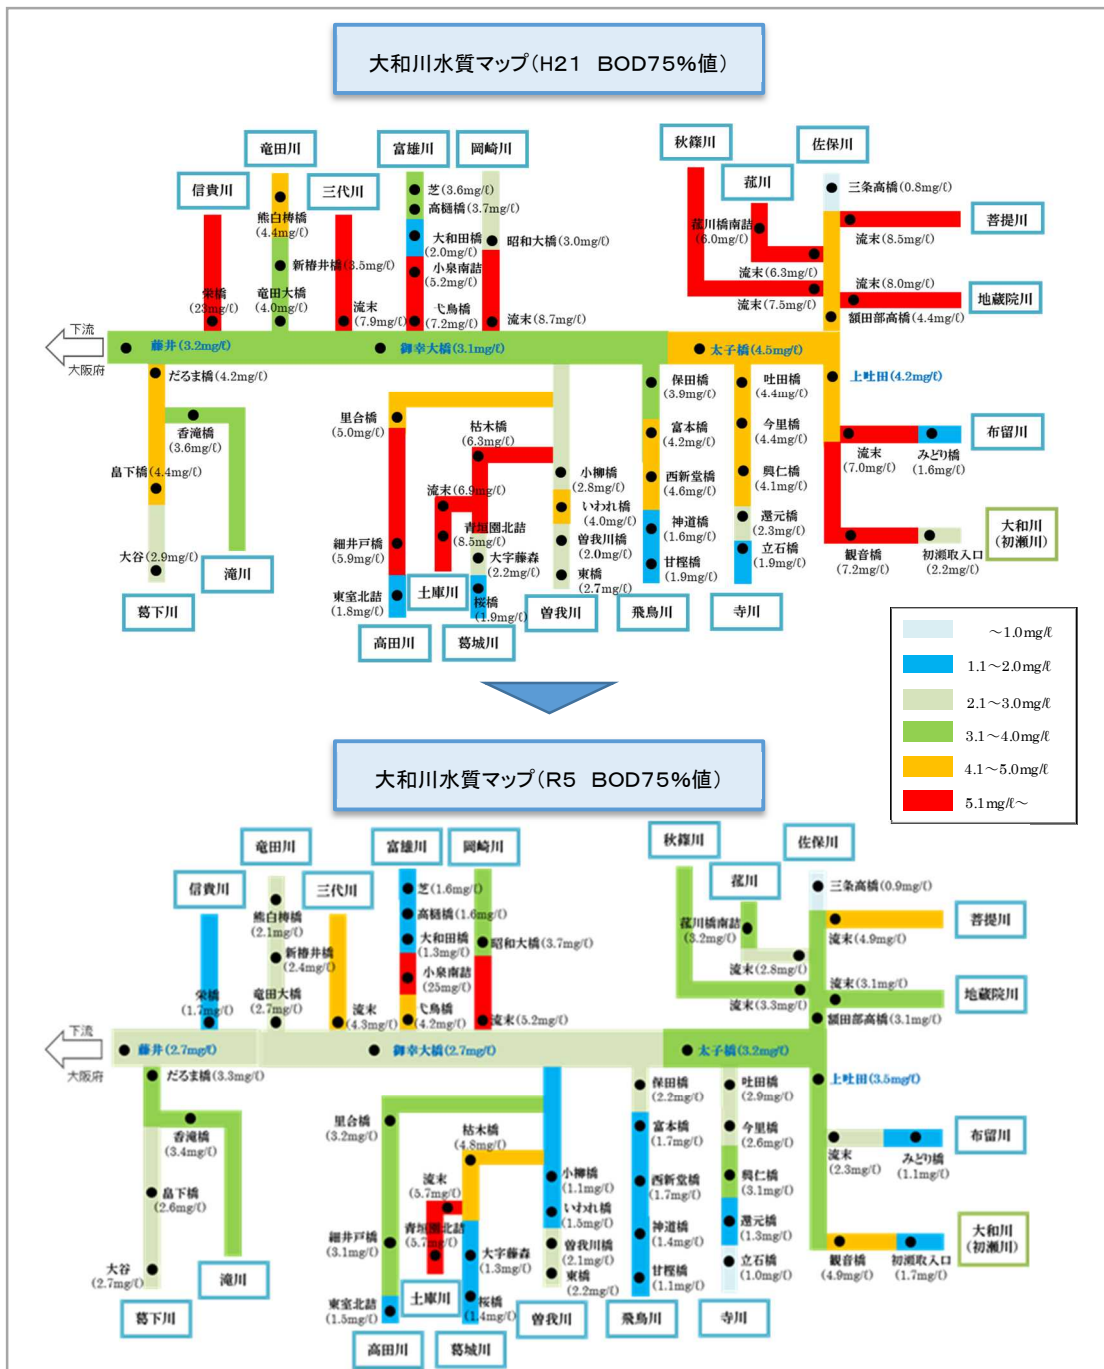 大和川水質マップ(H21 BOD75%値)
竜田川
富雄川
岡崎川
秋篠川
佐保川
信貴川
三代川
菰川
芝(3.6mg/ℓ)
高樋橋(3.7mg/ℓ)
三条高橋(0.8mg/ℓ)
熊白梼橋
(4.4mg/ℓ)
大和田橋
(2.0mg/ℓ)
昭和大橋(3.0mg/ℓ)
菰川橋南詰
(6.0mg/ℓ)
流末
(8.5mg/ℓ)
菩提川
新椿井橋(3.5mg/ℓ)
小泉南詰
(5.2mg/ℓ)
流末
(6.3mg/ℓ)
流末
(8.0mg/ℓ)
栄橋
(23mg/ℓ)
竜田大橋
(4.0mg/ℓ)
流末
(7.9mg/ℓ)
弋鳥橋
(7.2mg/ℓ)
流末(8.7mg/ℓ)
流末
(7.5mg/ℓ)
地蔵院川
額田部高橋(4.4mg/ℓ)
下流
大阪府
藤井(3.2mg/ℓ)
御幸大橋(3.1mg/ℓ)
太子橋(4.5mg/ℓ)
上吐田(4.2mg/ℓ)
だるま橋(4.2mg/ℓ)
保田橋
(3.9mg/ℓ)
吐田橋
(4.4mg/ℓ)
香滝橋
(3.6mg/ℓ)
里合橋
(5.0mg/ℓ)
枯木橋
(6.3mg/ℓ)
富本橋
(4.2mg/ℓ)
今里橋
(4.4mg/ℓ)
流末
(7.0mg/ℓ)
みどり橋
(1.6mg/ℓ)
布留川
畠下橋(4.4mg/ℓ)
流末(6.9mg/ℓ)
小柳橋
(2.8mg/ℓ)
西新堂橋
(4.6mg/ℓ)
興仁橋
(4.1mg/ℓ)
いわれ橋
(4.0mg/ℓ)
青垣園北詰
(8.5mg/ℓ)
神道橋
(1.6mg/ℓ)
還元橋
(2.3mg/ℓ)
大和川
(初瀬川)
細井戸橋
(5.9mg/ℓ)
曽我川橋
(2.0mg/ℓ)
観音橋
(7.2mg/ℓ)
初瀬取入口
(2.2mg/ℓ)
大谷(2.9mg/ℓ)
大字藤森
(2.2mg/ℓ)
東橋
(2.7mg/ℓ)
甘樫橋
(1.9mg/ℓ)
立石橋
(1.9mg/ℓ)
滝川
東室北詰
(1.8mg/ℓ)
土庫川
桜橋
(1.9mg/ℓ)
葛下川
曽我川
飛鳥川
寺川
高田川
葛城川
~1.0mg/ℓ
1.1~2.0mg/ℓ
2.1~3.0mg/ℓ
3.1~4.0mg/ℓ
4.1~5.0mg/ℓ
5.1mg/ℓ~
大和川水質マップ(R5 BOD75%値)
竜田川
富雄川
岡崎川
秋篠川
佐保川
信貴川
三代川
菰川
芝(1.6mg/ℓ)
高樋橋(1.6mg/ℓ)
三条高橋(0.9mg/ℓ)
熊白梼橋
(2.1mg/ℓ)
大和田橋
(1.3mg/ℓ)
昭和大橋(3.7mg/ℓ)
菰川橋南詰
(3.2mg/ℓ)
流末
(4.9mg/ℓ)
菩提川
新椿井橋
(2.4mg/ℓ)
小泉南詰
(25mg/ℓ)
流末
(2.8mg/ℓ)
流末
(3.1mg/ℓ)
栄橋
(1.7mg/ℓ)
竜田大橋
(2.7mg/ℓ)
流末
(4.3mg/ℓ)
弋鳥橋
(4.2mg/ℓ)
流末(5.2mg/ℓ)
流末
(3.3mg/ℓ)
地蔵院川
額田部高橋(3.1mg/ℓ)
下流
大阪府
藤井(2.7mg/ℓ)
御幸大橋(2.7mg/ℓ)
太子橋(3.2mg/ℓ)
上吐田(3.5mg/ℓ)
だるま橋(3.3mg/ℓ)
保田橋
(2.2mg/ℓ)
吐田橋
(2.9mg/ℓ)
香滝橋
(3.4mg/ℓ)
里合橋
(3.2mg/ℓ)
枯木橋
(4.8mg/ℓ)
富本橋
(1.7mg/ℓ)
今里橋
(2.6mg/ℓ)
流末
(2.3mg/ℓ)
みどり橋
(1.1mg/ℓ)
布留川
畠下橋
(2.6mg/ℓ)
流末
(5.7mg/ℓ)
小柳橋
(1.1mg/ℓ)
西新堂橋
(1.7mg/ℓ)
興仁橋
(3.1mg/ℓ)
いわれ橋
(1.5mg/ℓ)
青垣園北詰
(5.7mg/ℓ)
神道橋
(1.4mg/ℓ)
還元橋
(1.3mg/ℓ)
大和川
(初瀬川)
細井戸橋
(3.1mg/ℓ)
大字藤森
(1.3mg/ℓ)
曽我川橋
(2.1mg/ℓ)
観音橋
(4.9mg/ℓ)
初瀬取入口
(1.7mg/ℓ)
大谷
(2.7mg/ℓ)
東橋
(2.2mg/ℓ)
甘樫橋
(1.1mg/ℓ)
立石橋
(1.0mg/ℓ)
滝川
東室北詰
(1.5mg/ℓ)
土庫川
桜橋
(1.4mg/ℓ)
葛下川
曽我川
飛鳥川
寺川
高田川
葛城川